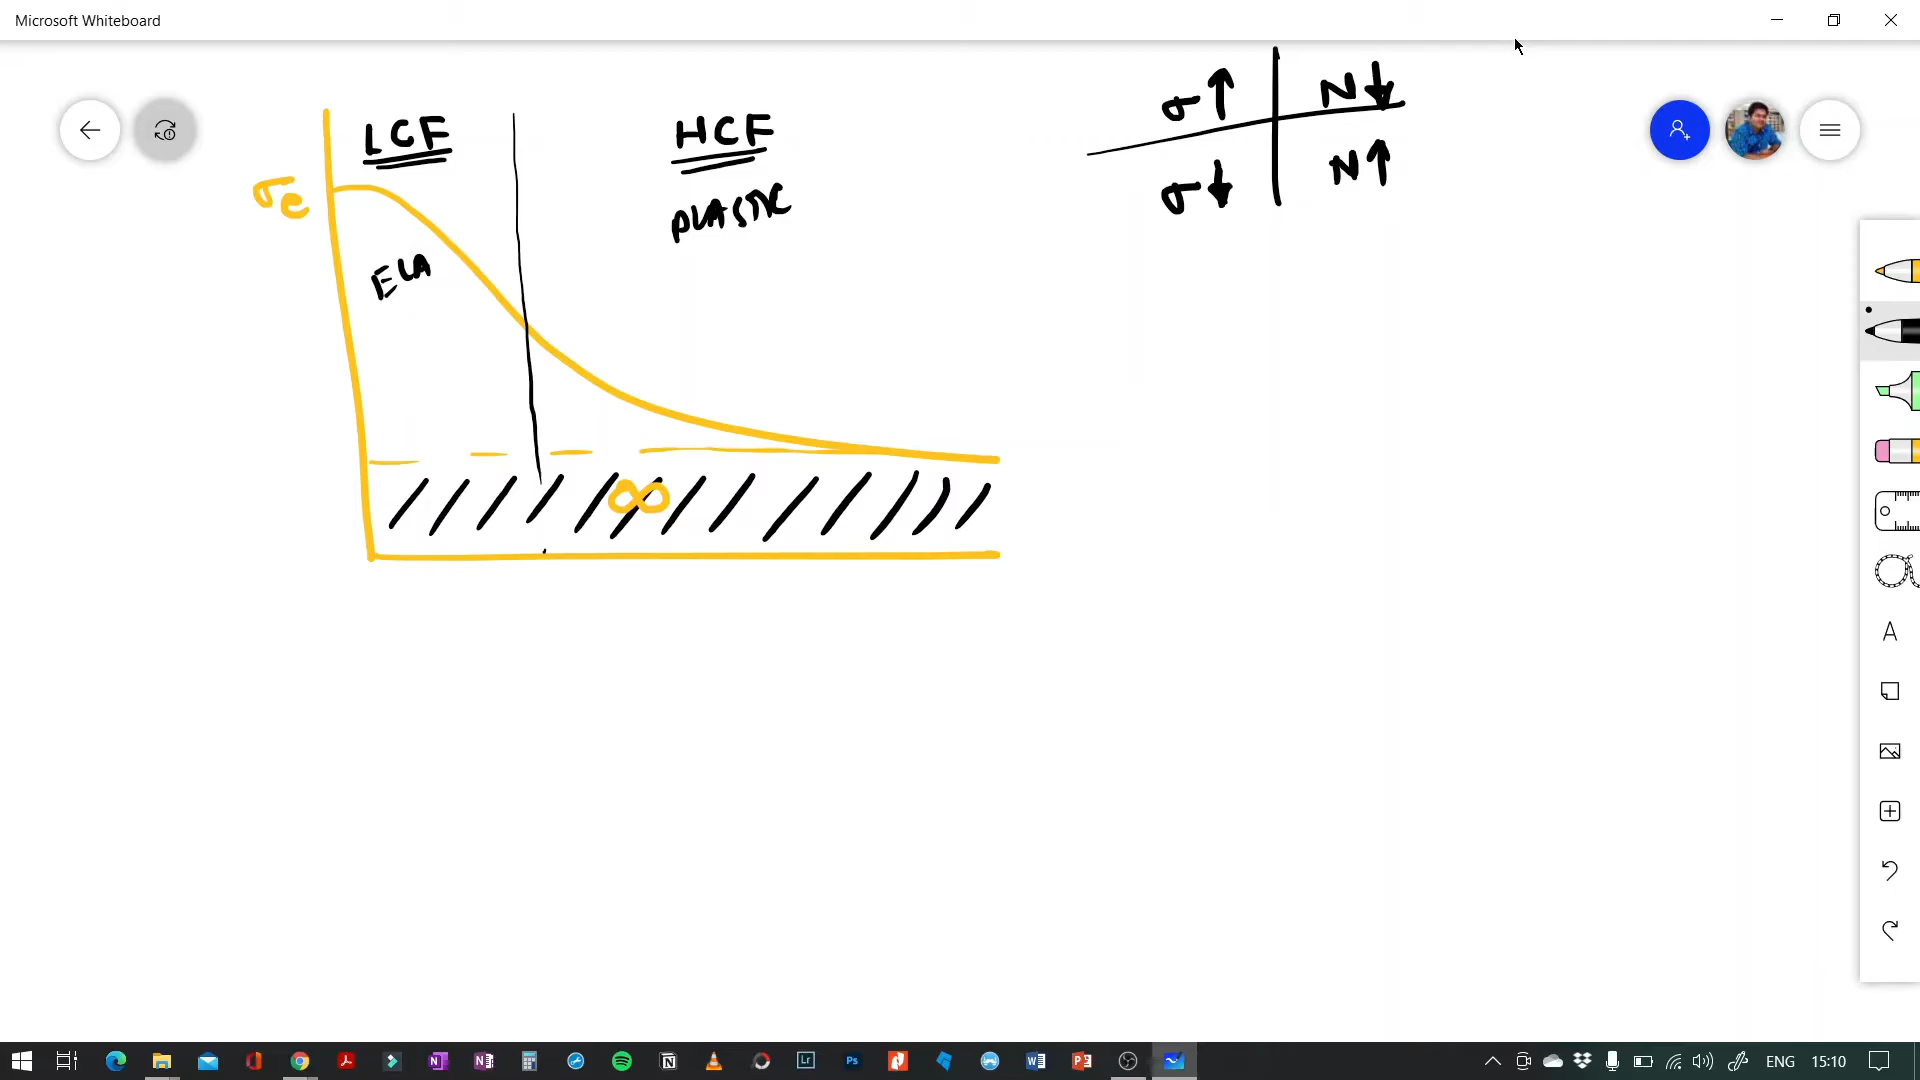 Microsoft Whiteboard
LCF
HCF
σ↑ N↓
σ↓ N↑
σe
PLASTIC
ELA
∞
A
ENG 15:10